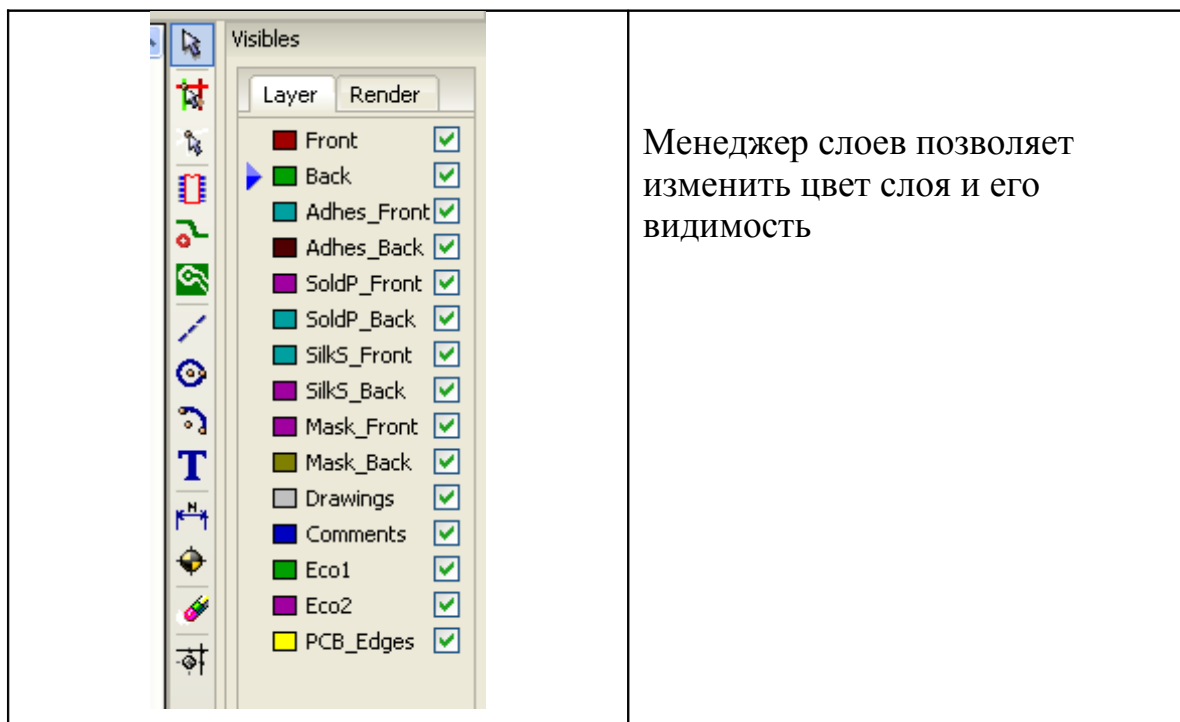 Visibles
Layer Render
Front
Back
Adhes_Front
Adhes_Back
SoldP_Front
SoldP_Back
SilkS_Front
SilkS_Back
Mask_Front
Mask_Back
Drawings
Comments
Eco1
Eco2
PCB_Edges
T
N
Менеджер слоев позволяет
изменить цвет слоя и его
видимость